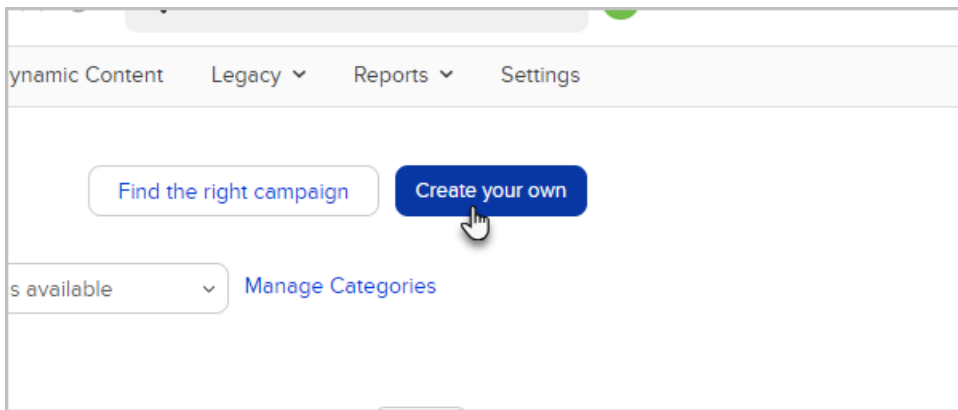 ynamic Content Legacy Reports Settings
Find the right campaign Create your own
s available Manage Categories